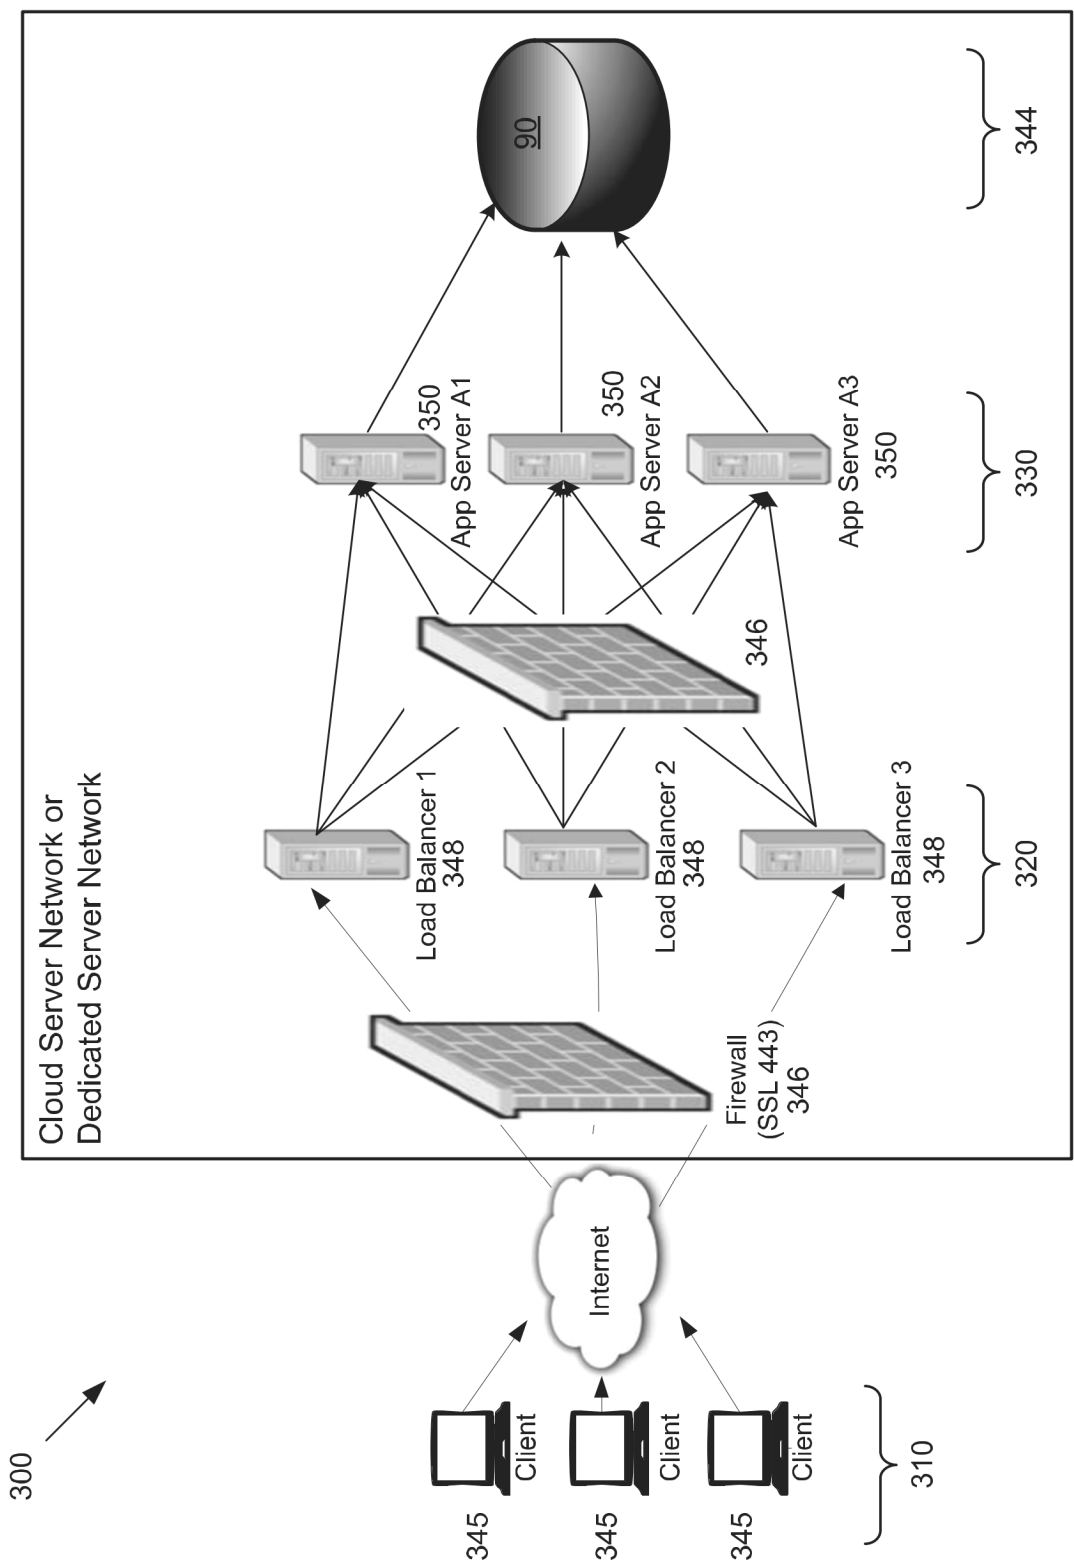 300
Cloud Server Network or
Dedicated Server Network
345
Client
345
Client
345
Client
310
Internet
Firewall
(SSL 443)
346
Load Balancer 1
348
Load Balancer 2
348
Load Balancer 3
348
320
346
350
App Server A1
350
App Server A2
App Server A3
350
330
90
344